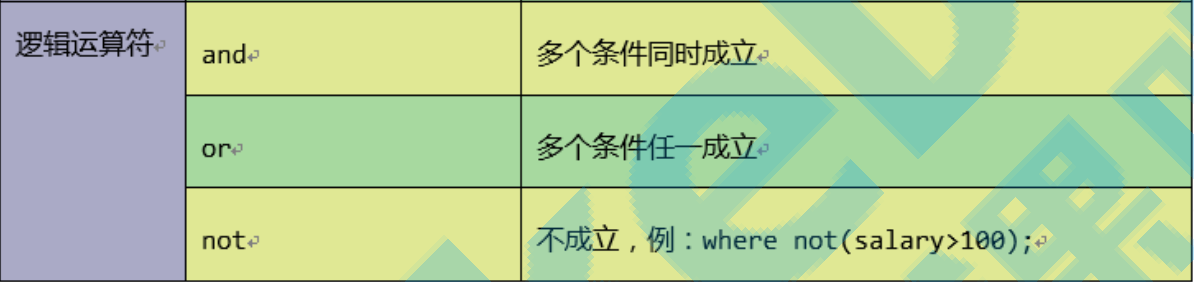 逻辑运算符
and
多个条件同时成立
or
多个条件任一成立
not
不成立，例：where not(salary>100);